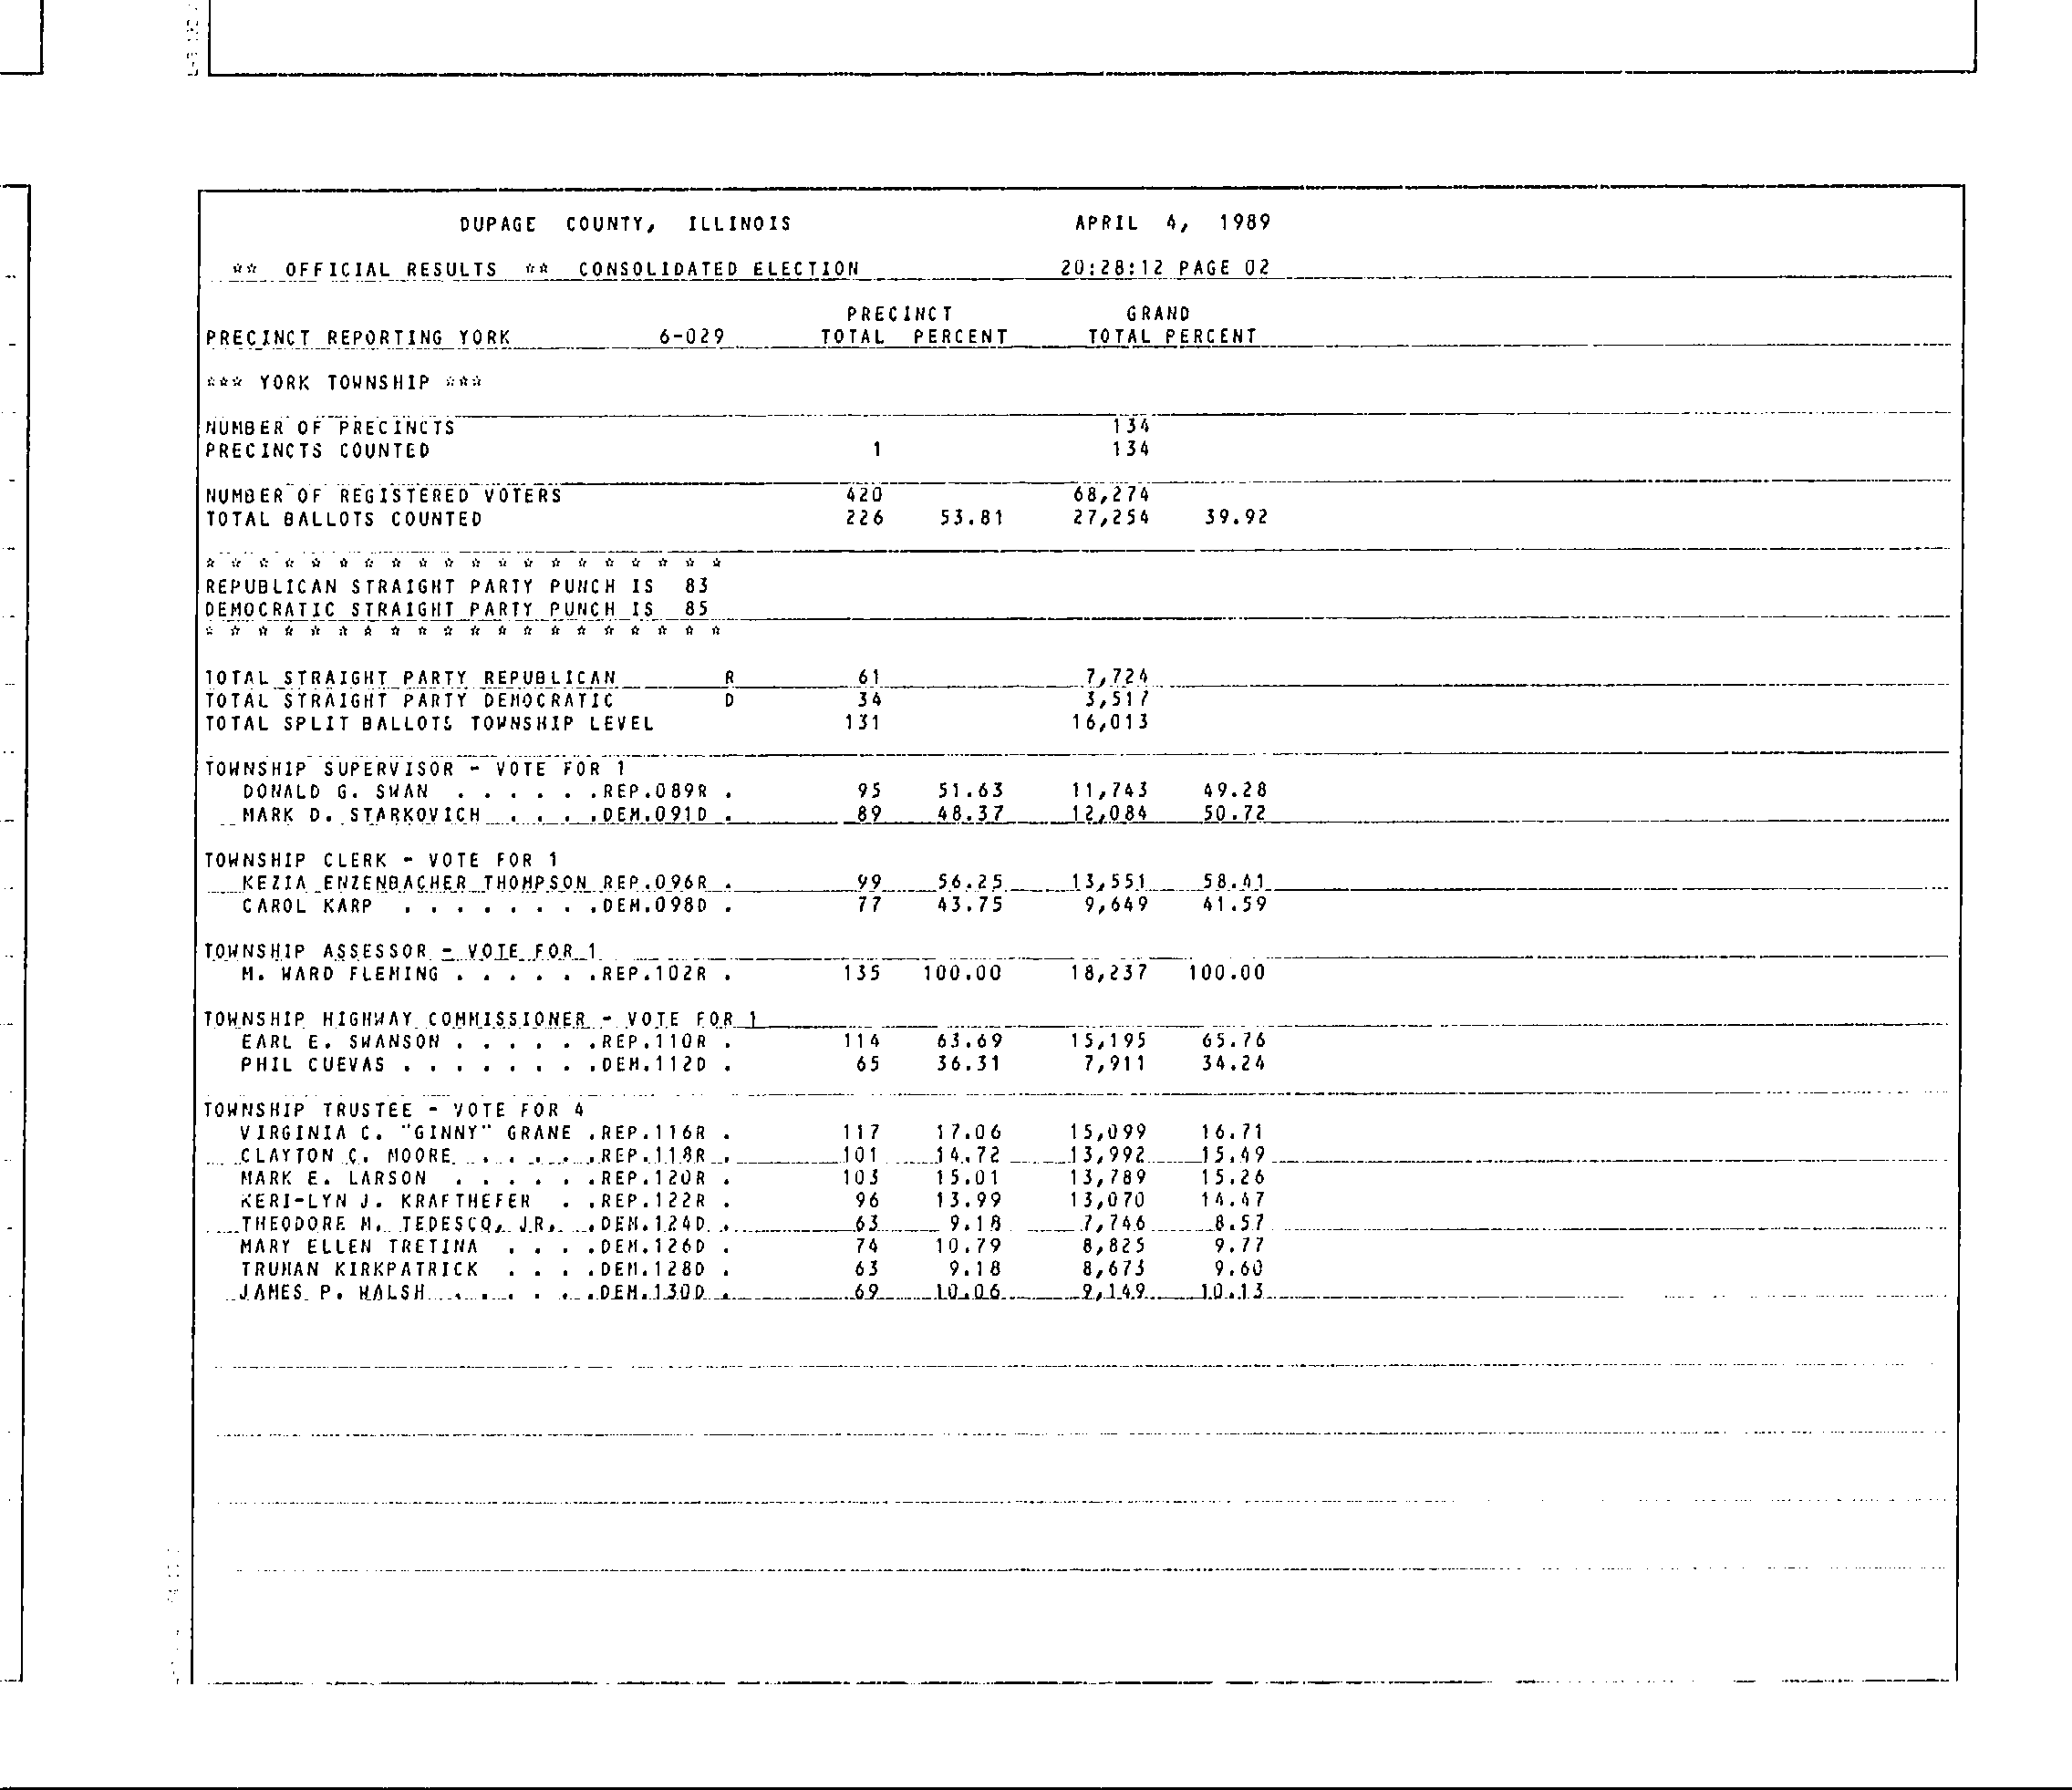 DUPAGE COUNTY, ILLINOIS APRIL 4, 1989
** OFFICIAL RESULTS ** CONSOLIDATED ELECTION 20:28:12 PAGE 02
PRECINCT GRAND
PRECINCT REPORTING YORK 6-029 TOTAL PERCENT TOTAL PERCENT
*** YORK TOWNSHIP ***
NUMBER OF PRECINCTS 134
PRECINCTS COUNTED 1 134
NUMBER OF REGISTERED VOTERS 420 68,274
TOTAL BALLOTS COUNTED 226 53.81 27,254 39.92
* * * * * * * * * * * * * * * * * * * *
REPUBLICAN STRAIGHT PARTY PUNCH IS 83
DEMOCRATIC STRAIGHT PARTY PUNCH IS 85
* * * * * * * * * * * * * * * * * * * *
TOTAL STRAIGHT PARTY REPUBLICAN R 61 7,724
TOTAL STRAIGHT PARTY DEMOCRATIC D 34 3,517
TOTAL SPLIT BALLOTS TOWNSHIP LEVEL 131 16,013
TOWNSHIP SUPERVISOR - VOTE FOR 1
DONALD G. SWAN . . . . . .REP.089R . 95 51.63 11,743 49.28
MARK D. STARKOVICH . . . .DEM.091D . 89 48.37 12,084 50.72
TOWNSHIP CLERK - VOTE FOR 1
KEZIA ENZENBACHER THOMPSON REP.096R . 99 56.25 13,551 58.41
CAROL KARP . . . . . . . .DEM.098D . 77 43.75 9,649 41.59
TOWNSHIP ASSESSOR - VOTE FOR 1
M. WARD FLEMING . . . . . .REP.102R . 135 100.00 18,237 100.00
TOWNSHIP HIGHWAY COMMISSIONER - VOTE FOR 1
EARL E. SWANSON . . . . . .REP.110R . 114 63.69 15,195 65.76
PHIL CUEVAS . . . . . . . .DEM.112D . 65 36.31 7,911 34.24
TOWNSHIP TRUSTEE - VOTE FOR 4
VIRGINIA C. "GINNY" GRANE .REP.116R . 117 17.06 15,099 16.71
CLAYTON C. MOORE . . . . .REP.118R . 101 14.72 13,992 15.49
MARK E. LARSON . . . . . .REP.120R . 103 15.01 13,789 15.26
KERI-LYN J. KRAFTHEFER . .REP.122R . 96 13.99 13,070 14.47
THEODORE M. TEDESCO, JR. .DEM.124D . 63 9.18 7,746 8.57
MARY ELLEN TRETINA . . . .DEM.126D . 74 10.79 8,825 9.77
TRUMAN KIRKPATRICK . . . .DEM.128D . 63 9.18 8,673 9.60
JAMES P. WALSH . . . . . .DEM.130D . 69 10.06 9,149 10.13